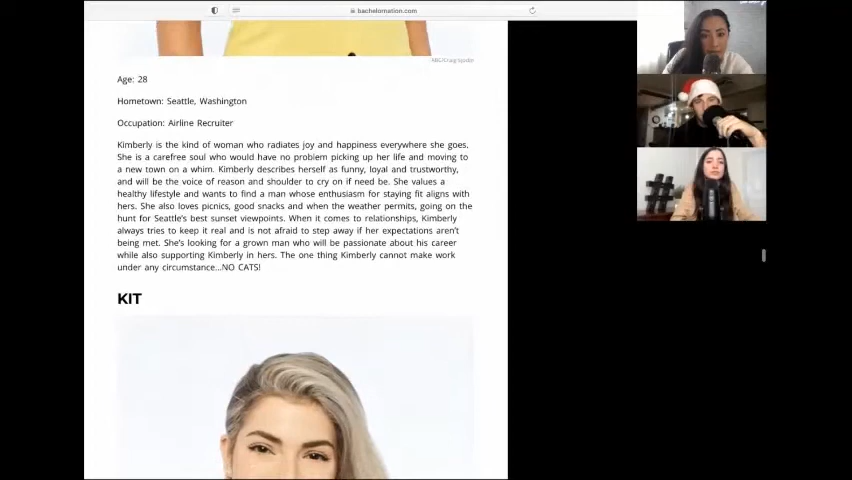 bachelornation.com
Age: 28
Hometown: Seattle, Washington
Occupation: Airline Recruiter
Kimberly is the kind of woman who radiates joy and happiness everywhere she goes.
She is a carefree soul who would have no problem picking up her life and moving to
a new town on a whim. Kimberly describes herself as funny, loyal and trustworthy,
and will be the voice of reason and shoulder to cry on if need be. She values a
healthy lifestyle and wants to find a man whose enthusiasm for staying fit aligns with
hers. She also loves picnics, good snacks and when the weather permits, going on the
hunt for Seattle's best sunset viewpoints. When it comes to relationships, Kimberly
always tries to keep it real and is not afraid to step away if her expectations aren't
being met. She's looking for a grown man who will be passionate about his career
while also supporting Kimberly in hers. The one thing Kimberly cannot make work
under any circumstance...NO CATS!
KIT